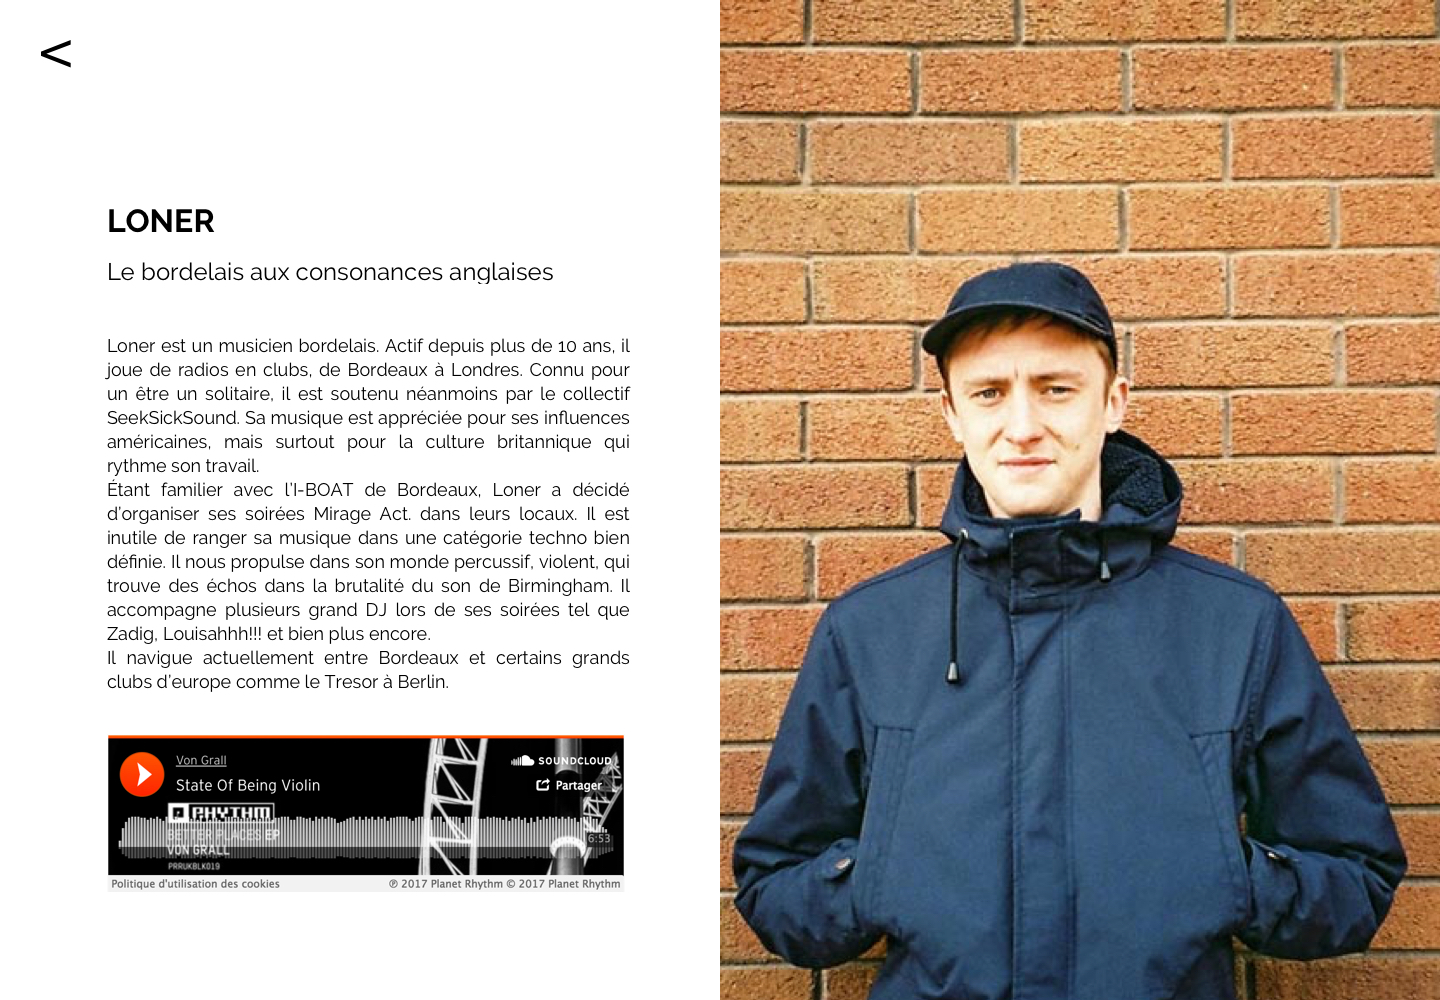 <
LONER
Le bordelais aux consonances anglaises
Loner est un musicien bordelais. Actif depuis plus de 10 ans, il
joue de radios en clubs, de Bordeaux à Londres. Connu pour
un être un solitaire, il est soutenu néanmoins par le collectif
SeekSickSound. Sa musique est appréciée pour ses influences
américaines, mais surtout pour la culture britannique qui
rythme son travail.
Étant familier avec l'I-BOAT de Bordeaux, Loner a décidé
d'organiser ses soirées Mirage Act. dans leurs locaux. Il est
inutile de ranger sa musique dans une catégorie techno bien
définie. Il nous propulse dans son monde percussif, violent, qui
trouve des échos dans la brutalité du son de Birmingham. Il
accompagne plusieurs grand DJ lors de ses soirées tel que
Zadig, Louisahhh!!! et bien plus encore.
Il navigue actuellement entre Bordeaux et certains grands
clubs d'europe comme le Tresor à Berlin.
Von Grall
SOUNDCLOUD
State Of Being Violin
Partager
RHYTHM
BETTER PLACES EP
6:53
VON GRALL
PRRUKBLK019
Politique d'utilisation des cookies
℗ 2017 Planet Rhythm © 2017 Planet Rhythm